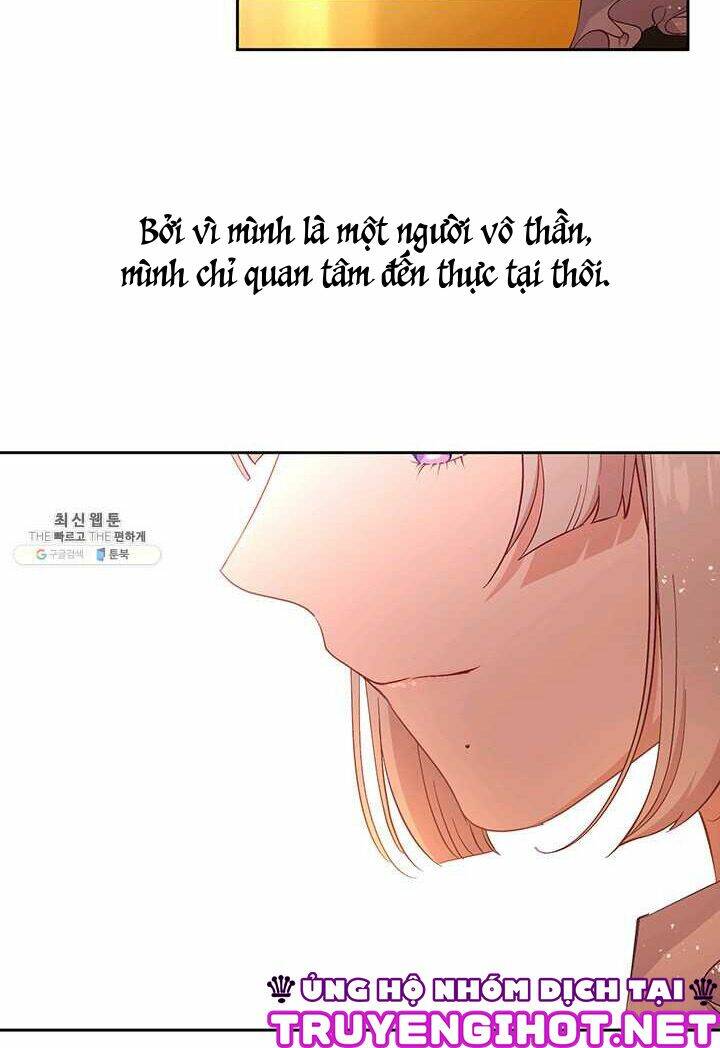 Bởi vì mình là một người vô thần,
mình chỉ quan tâm đến thực tại thôi.
최신웹툰
THE 빠르고 THE 편하게
G 구글검색 툰북
ỦNG HỘ NHÓM DỊCH TẠI
TRUYENGIHOT.NET